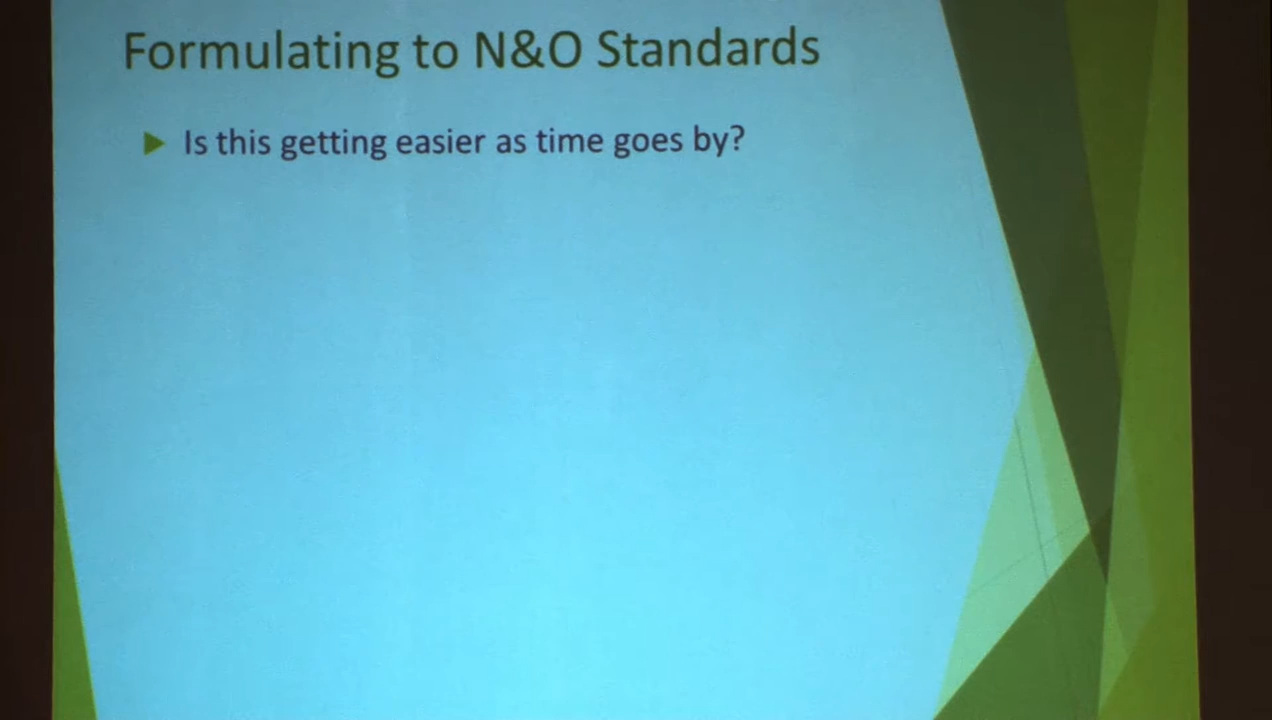 Formulating to N&O Standards
Is this getting easier as time goes by?